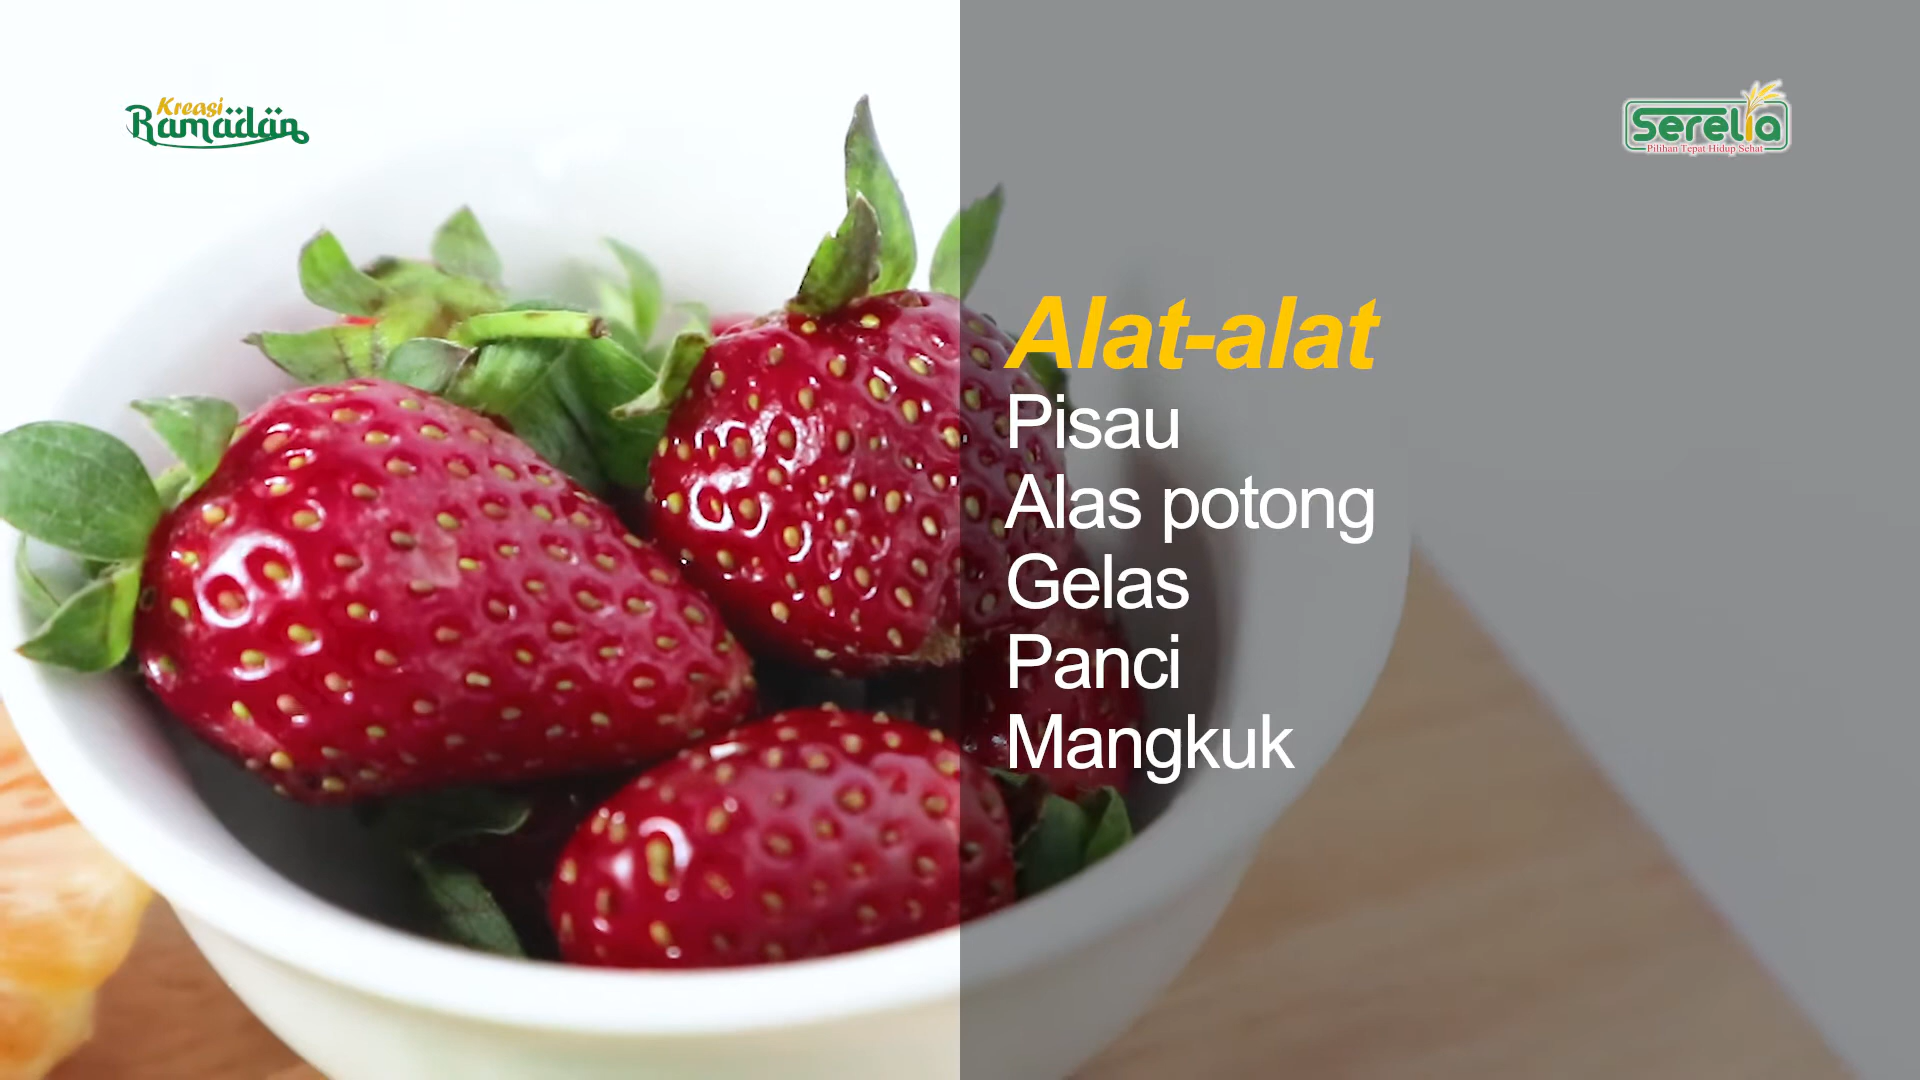 Kreasi
Ramadan
Serelia
Pilihan Tepat Hidup Sehat
Alat-alat
Pisau
Alas potong
Gelas
Panci
Mangkuk